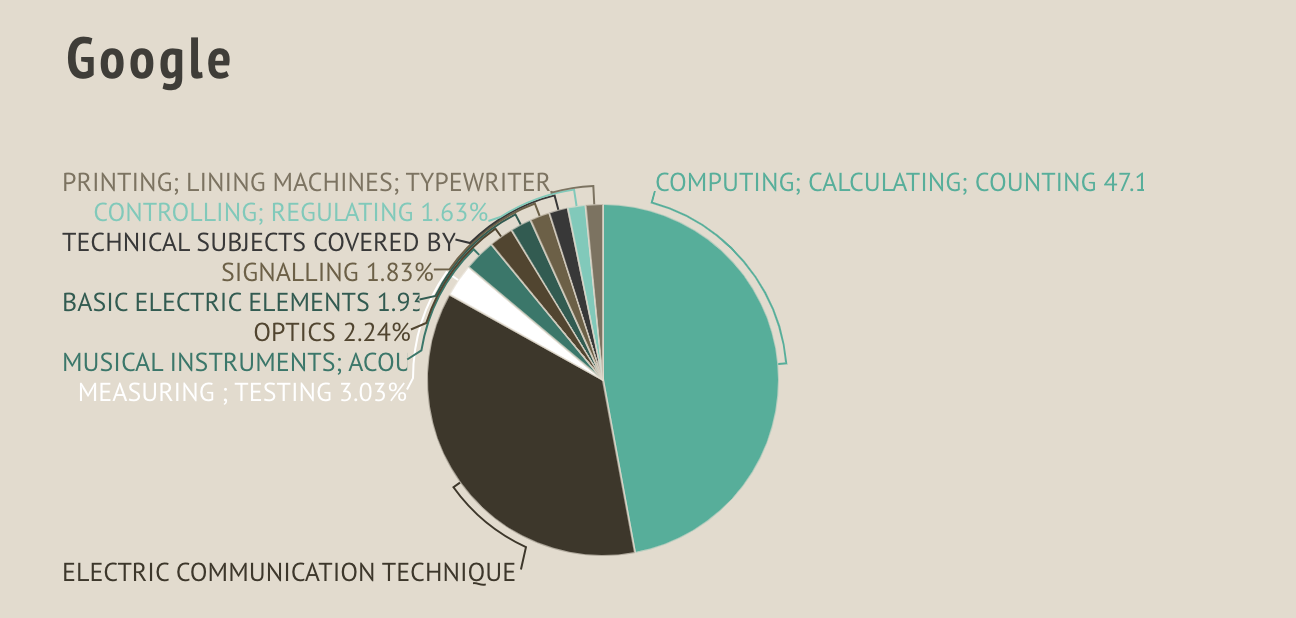 Google
PRINTING; LINING MACHINES; TYPEWRITER
COMPUTING; CALCULATING; COUNTING 47.1
CONTROLLING; REGULATING 1.63%
TECHNICAL SUBJECTS COVERED BY
SIGNALLING 1.83%
BASIC ELECTRIC ELEMENTS 1.93
OPTICS 2.24%
MUSICAL INSTRUMENTS; ACOU
MEASURING ; TESTING 3.03%
ELECTRIC COMMUNICATION TECHNIQUE